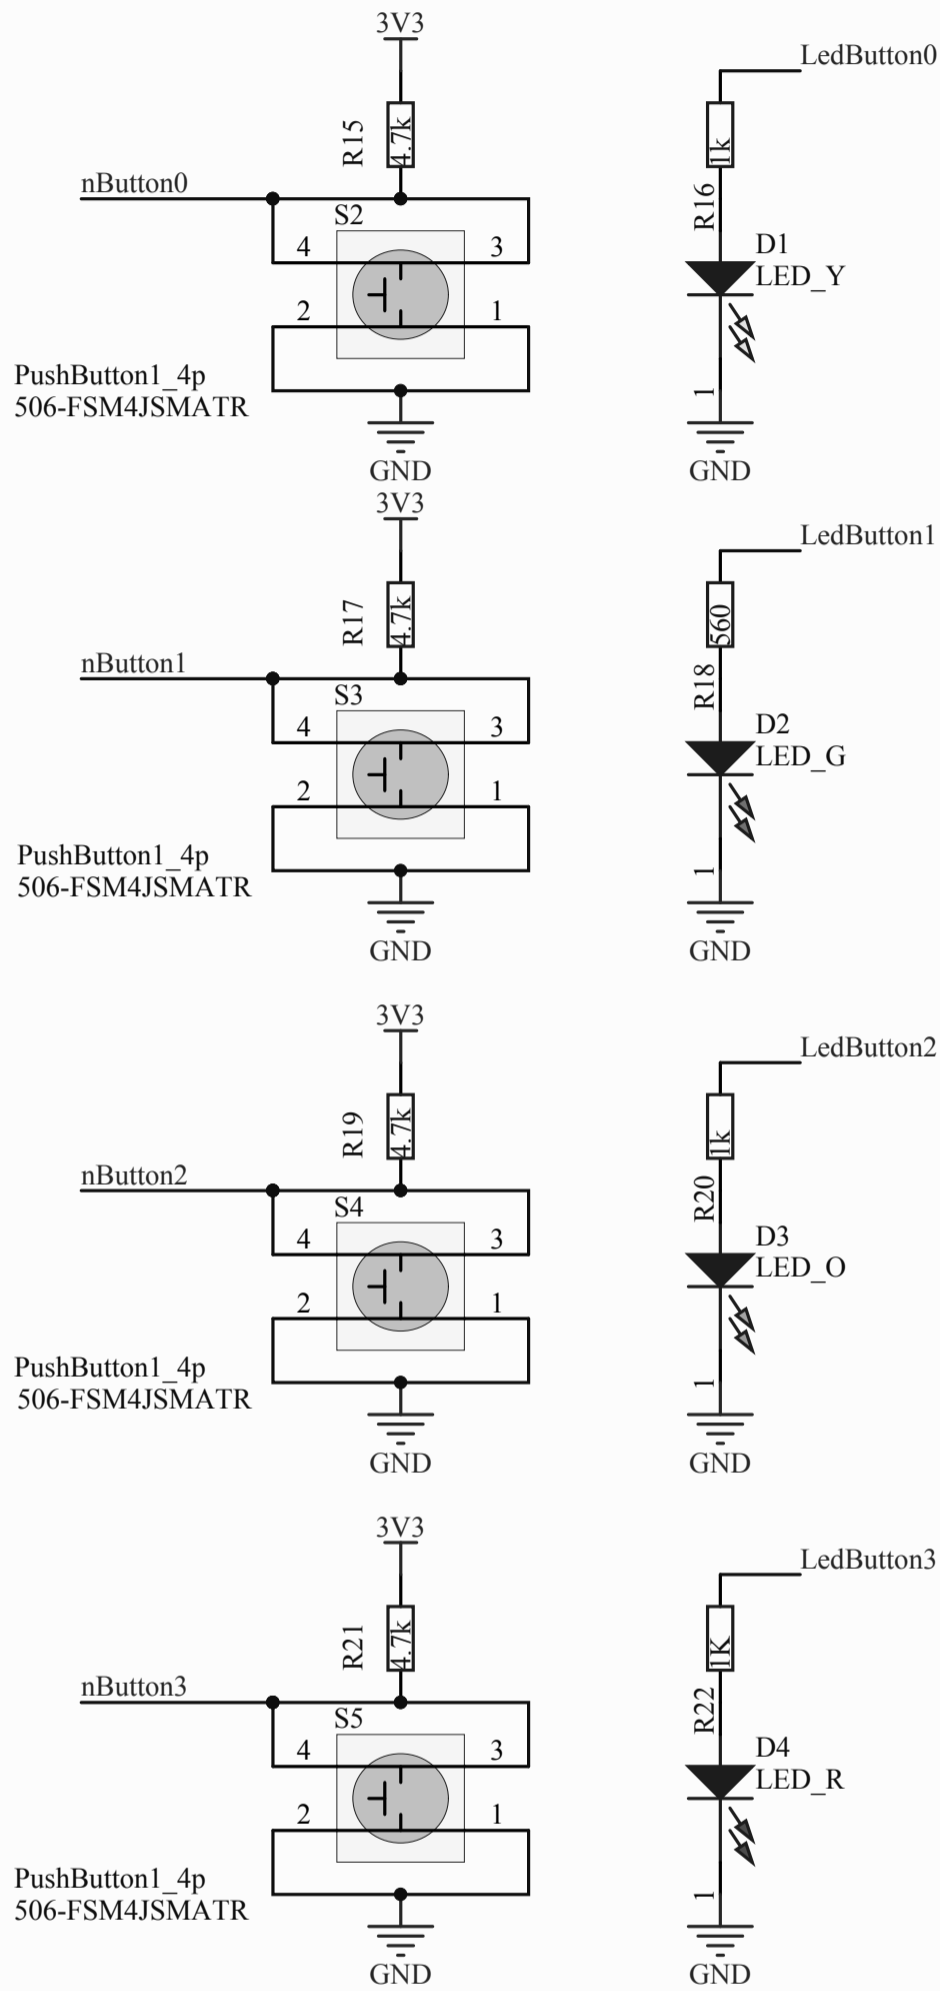 3V3
LedButton0
R15
4.7k
1k
R16
nButton0
S2
4
3
D1
LED_Y
2
1
PushButton1_4p
506-FSM4JSMATR
1
GND
GND
3V3
LedButton1
R17
4.7k
560
R18
nButton1
S3
4
3
D2
LED_G
2
1
PushButton1_4p
506-FSM4JSMATR
1
GND
GND
3V3
LedButton2
R19
4.7k
1k
R20
nButton2
S4
4
3
D3
LED_O
2
1
PushButton1_4p
506-FSM4JSMATR
1
GND
GND
3V3
LedButton3
R21
4.7k
1K
R22
nButton3
S5
4
3
D4
LED_R
2
1
PushButton1_4p
506-FSM4JSMATR
1
GND
GND